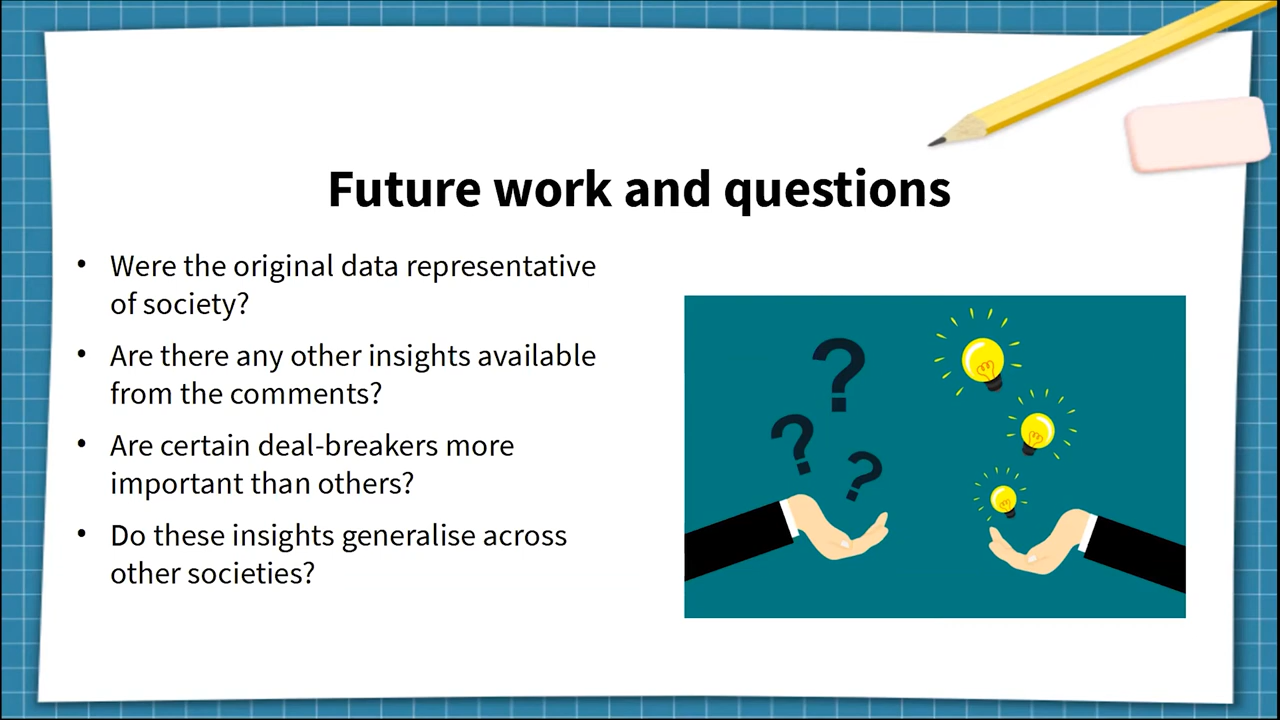 Future work and questions
• Were the original data representative
of society?
• Are there any other insights available
from the comments?
• Are certain deal-breakers more
important than others?
• Do these insights generalise across
other societies?
? ? ?